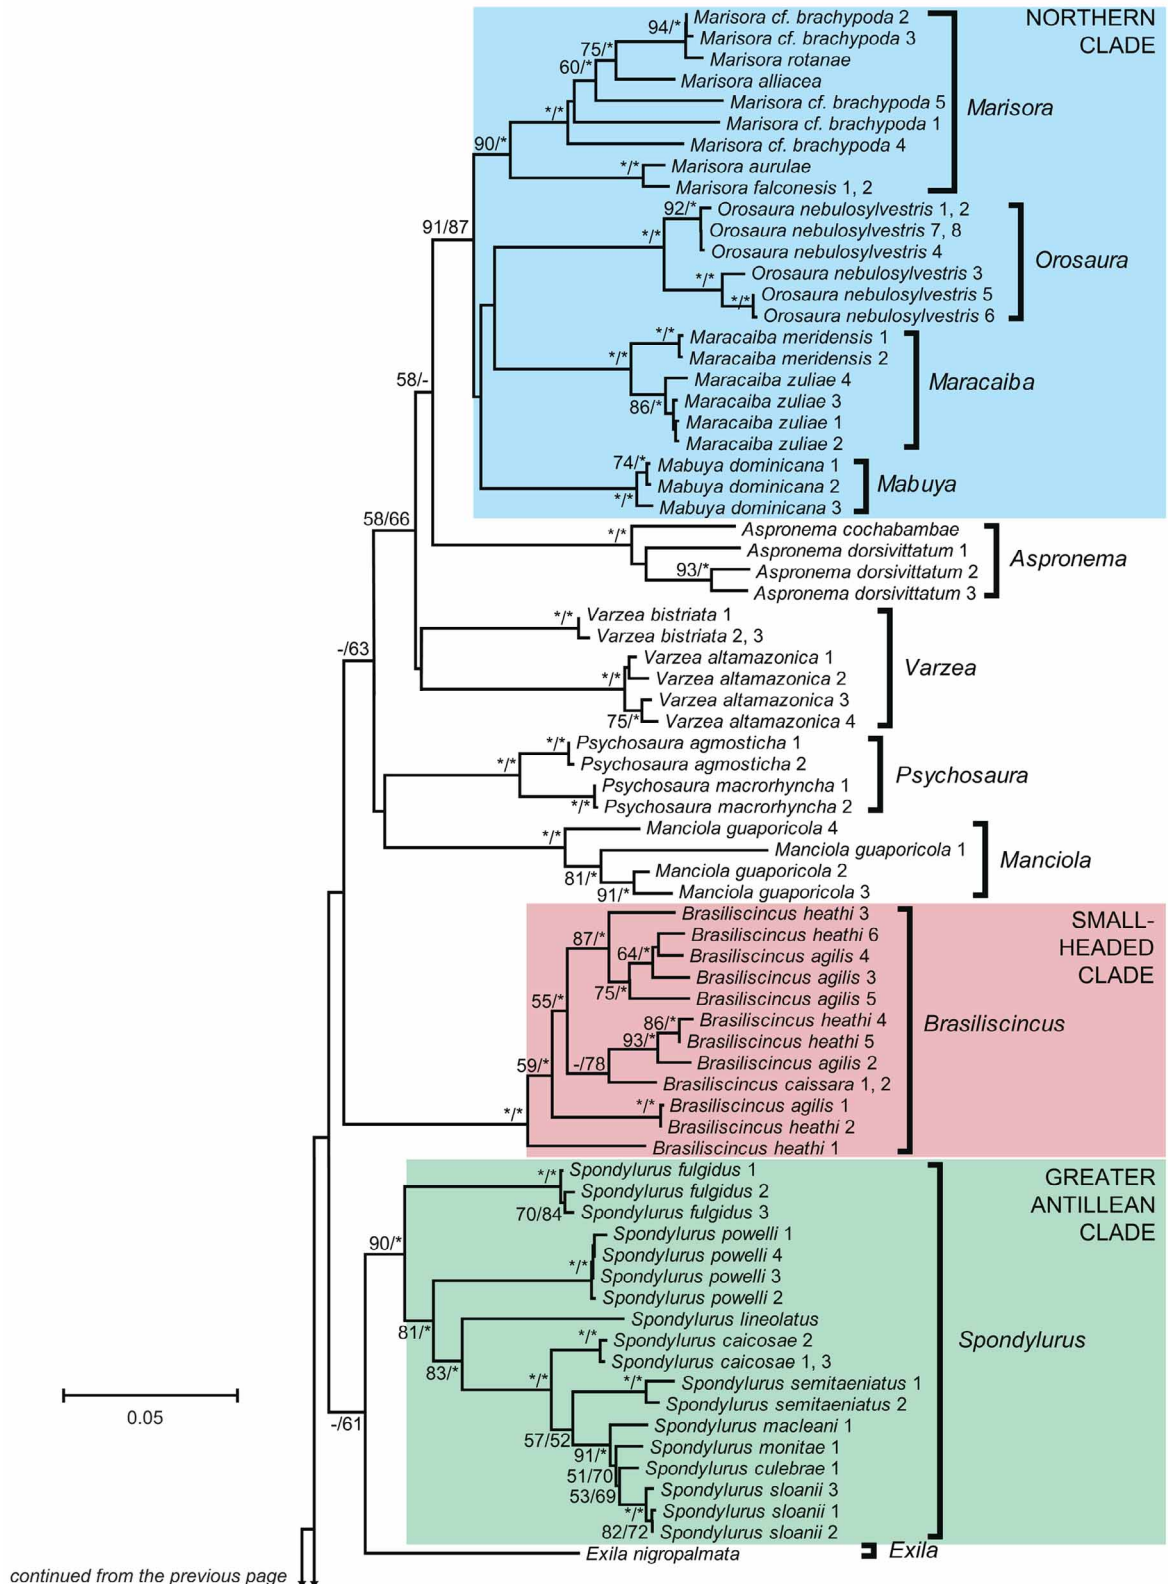 NORTHERN
CLADE
94/*
Marisora cf. brachypoda 2
Marisora cf. brachypoda 3
75/*
Marisora rotanae
60/*
Marisora alliacea
Marisora cf. brachypoda 5
*/*
Marisora cf. brachypoda 1
Marisora
90/*
Marisora cf. brachypoda 4
*/*
Marisora aurulae
Marisora falconesis 1, 2
91/87
92/*
Orosaura nebulosylvestris 1, 2
*/*
Orosaura nebulosylvestris 7, 8
Orosaura nebulosylvestris 4
Orosaura
*/*
Orosaura nebulosylvestris 3
*/*
Orosaura nebulosylvestris 5
Orosaura nebulosylvestris 6
*/*
Maracaiba meridensis 1
*/*
Maracaiba meridensis 2
58/-
Maracaiba zuliae 4
Maracaiba
86/*
Maracaiba zuliae 3
Maracaiba zuliae 1
Maracaiba zuliae 2
74/*
Mabuya dominicana 1
Mabuya dominicana 2
Mabuya
*/*
Mabuya dominicana 3
58/66
*/*
Aspronema cochabambae
Aspronema dorsivittatum 1
Aspronema
93/*
Aspronema dorsivittatum 2
Aspronema dorsivittatum 3
*/*
Varzea bistriata 1
Varzea bistriata 2, 3
-/63
Varzea altamazonica 1
Varzea
*/*
Varzea altamazonica 2
Varzea altamazonica 3
75/*
Varzea altamazonica 4
*/*
Psychosaura agmosticha 1
*/*
Psychosaura agmosticha 2
Psychosaura
Psychosaura macrorhyncha 1
*/*
Psychosaura macrorhyncha 2
*/*
Manciola guaporicola 4
Manciola guaporicola 1
Manciola
81/*
Manciola guaporicola 2
91/*
Manciola guaporicola 3
SMALL-
HEADED
CLADE
Brasiliscincus heathi 3
87/*
Brasiliscincus heathi 6
64/*
Brasiliscincus agilis 4
Brasiliscincus agilis 3
75/*
Brasiliscincus agilis 5
55/*
86/*
Brasiliscincus heathi 4
Brasiliscincus
93/*
Brasiliscincus heathi 5
-/78
Brasiliscincus agilis 2
59/*
Brasiliscincus caissara 1, 2
*/*
*/*
Brasiliscincus agilis 1
Brasiliscincus heathi 2
Brasiliscincus heathi 1
GREATER
ANTILLEAN
CLADE
*/*
Spondylurus fulgidus 1
Spondylurus fulgidus 2
70/84
Spondylurus fulgidus 3
90/*
Spondylurus powelli 1
Spondylurus powelli 4
*/*
Spondylurus powelli 3
Spondylurus powelli 2
81/*
Spondylurus lineolatus
*/*
Spondylurus caicosae 2
Spondylurus
83/*
Spondylurus caicosae 1, 3
*/*
*/*
Spondylurus semitaeniatus 1
Spondylurus semitaeniatus 2
0.05
-/61
57/52
Spondylurus macleani 1
91/*
Spondylurus monitae 1
51/70
Spondylurus culebrae 1
53/69
Spondylurus sloanii 3
*/*
Spondylurus sloanii 1
82/72
Spondylurus sloanii 2
Exila nigropalmata
Exila
continued from the previous page